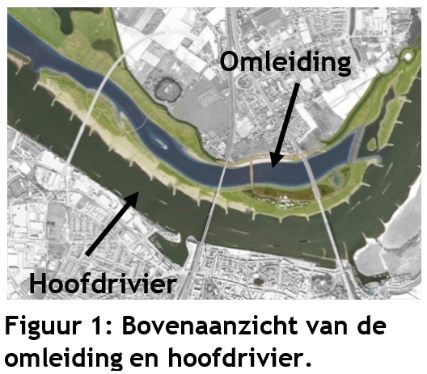 Omleiding
Hoofdrivier
Figuur 1: Bovenaanzicht van de
omleiding en hoofdrivier.